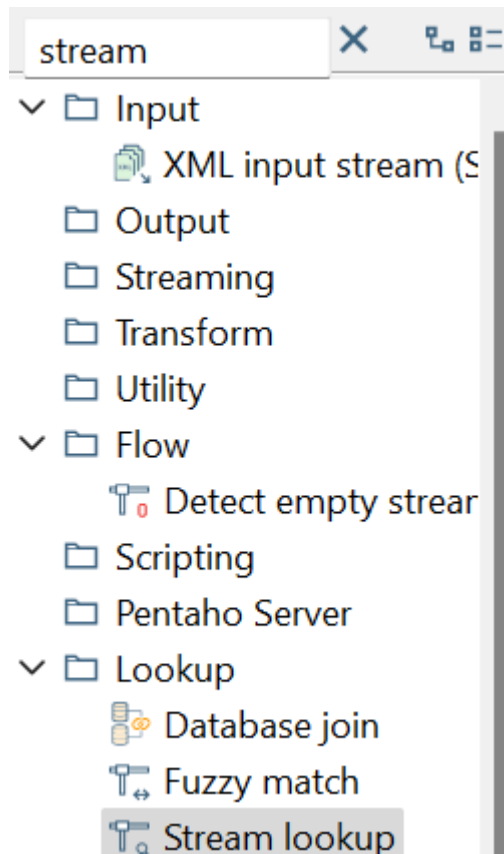 stream
Input
XML input stream (S
Output
Streaming
Transform
Utility
Flow
Detect empty strear
Scripting
Pentaho Server
Lookup
Database join
Fuzzy match
Stream lookup